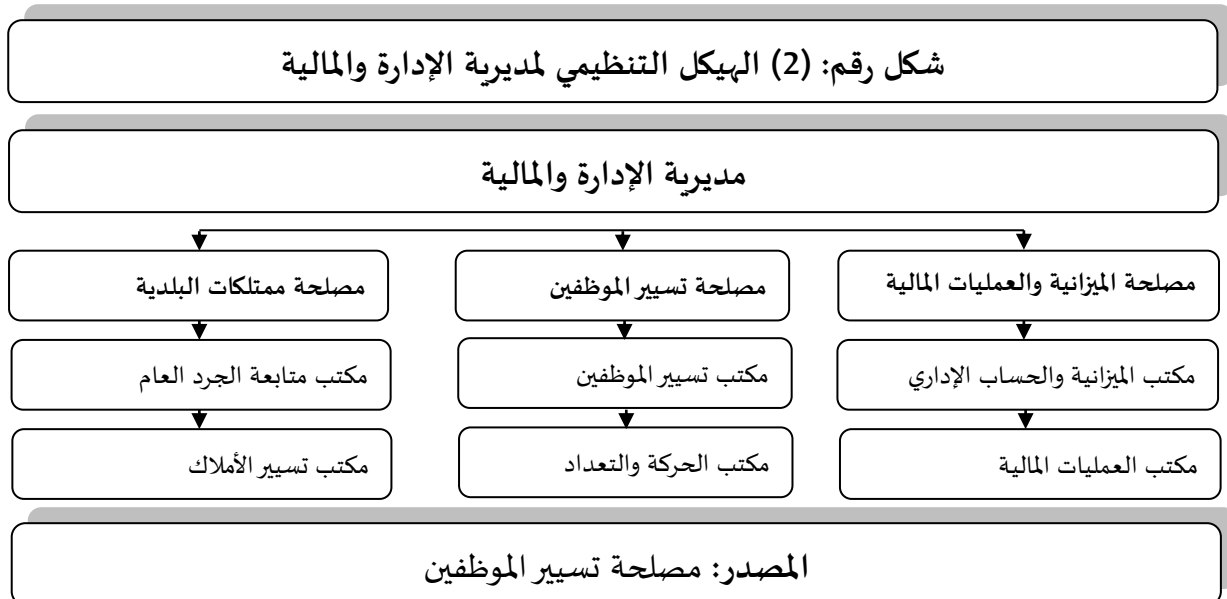 شكل رقم: (2) الهيكل التنظيمي لمديرية الإدارة والمالية
مديرية الإدارة والمالية
مصلحة الميزانية والعمليات المالية
مصلحة تسيير الموظفين
مصلحة ممتلكات البلدية
مكتب الميزانية والحساب الإداري
مكتب تسيير الموظفين
مكتب متابعة الجرد العام
مكتب العمليات المالية
مكتب الحركة والتعداد
مكتب تسيير الأملاك
المصدر: مصلحة تسيير الموظفين